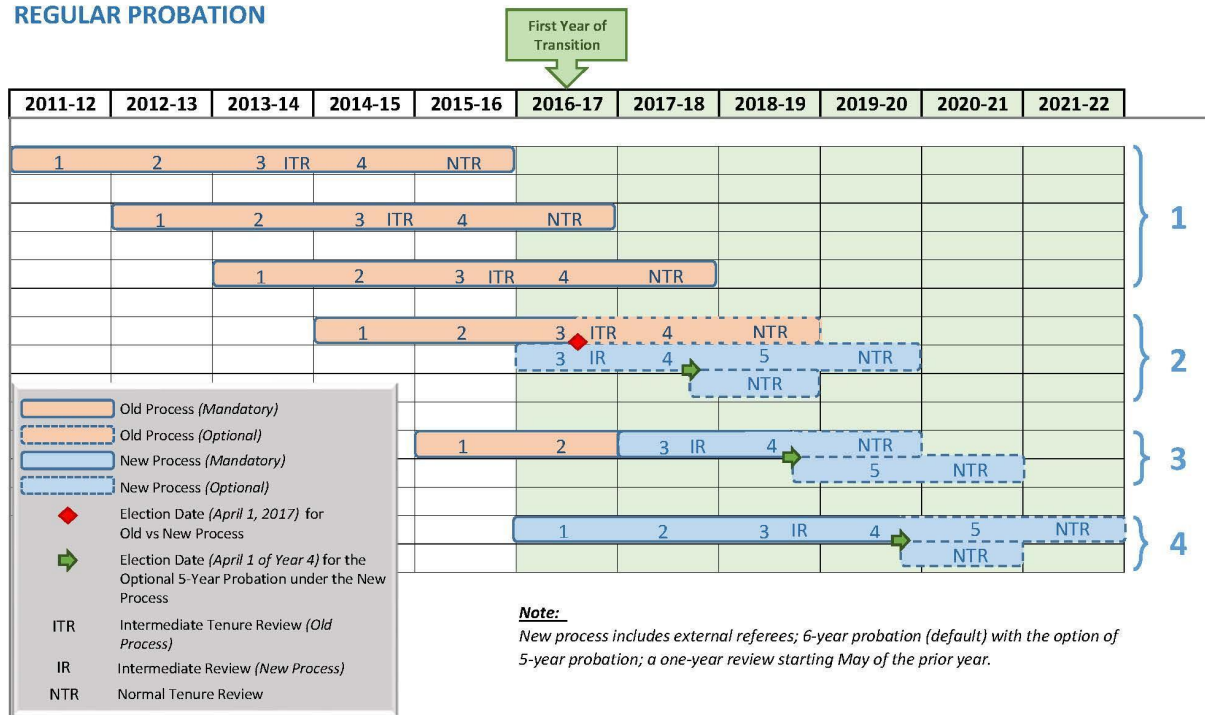 REGULAR PROBATION
First Year of
Transition
2011-12 2012-13 2013-14 2014-15 2015-16 2016-17 2017-18 2018-19 2019-20 2020-21 2021-22
1 2 3 ITR 4 NTR
1 2 3 ITR 4 NTR
1
1 2 3 ITR 4 NTR
1 2 3 ITR 4 NTR
3 IR 4 5 NTR
2
NTR
1 2 3 IR 4 NTR
3
5 NTR
1 2 3 IR 4 5 NTR
4
NTR
Old Process (Mandatory)
Old Process (Optional)
New Process (Mandatory)
New Process (Optional)
Election Date (April 1, 2017) for
Old vs New Process
Election Date (April 1 of Year 4) for the
Optional 5-Year Probation under the New
Process
ITR Intermediate Tenure Review (Old
Process)
IR Intermediate Review (New Process)
NTR Normal Tenure Review
Note:
New process includes external referees; 6-year probation (default) with the option of
5-year probation; a one-year review starting May of the prior year.